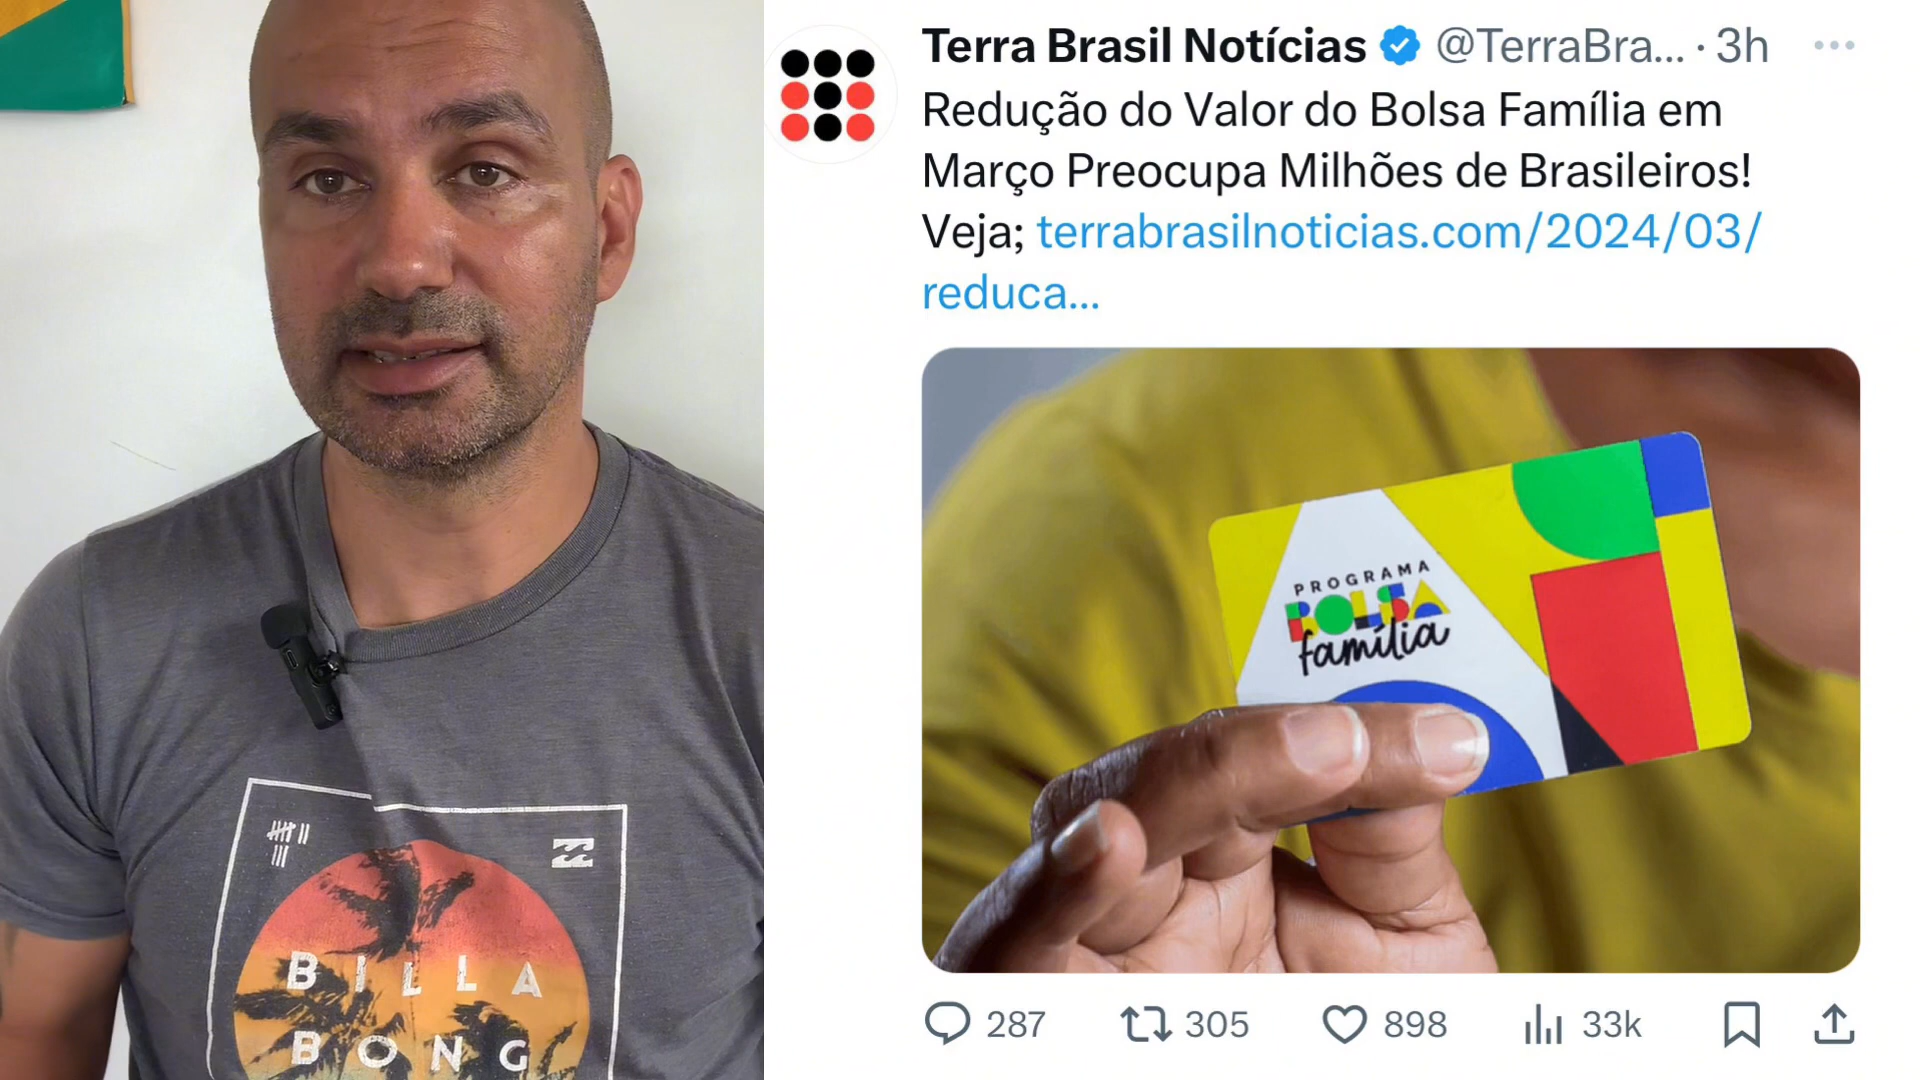 Terra Brasil Notícias @TerraBra... · 3h
Redução do Valor do Bolsa Família em
Março Preocupa Milhões de Brasileiros!
Veja; terrabrasilnoticias.com/2024/03/
reduca...
PROGRAMA
BOLSA
família
287 305 898 33k
BILLA
BONG